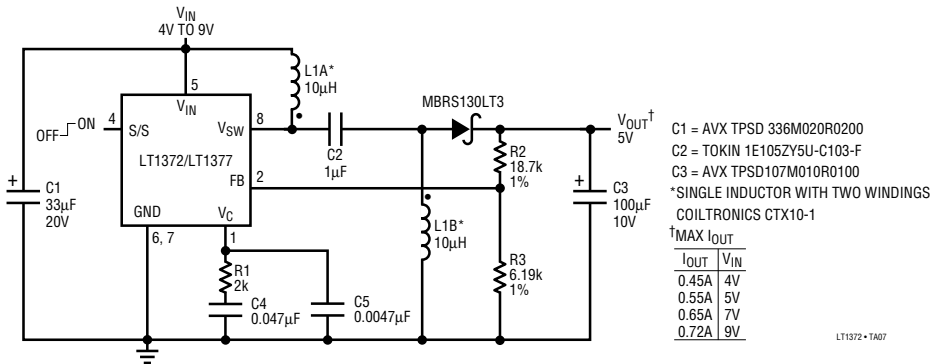 VIN
4V TO 9V
L1A*
10µH
MBRS130LT3
5
VIN
4
ON
OFF
S/S
VSW
8
C2
1µF
VOUT†
5V
LT1372/LT1377
FB
2
R2
18.7k
1%
+
C1
33µF
20V
GND
VC
6, 7
1
L1B*
10µH
+
C3
100µF
10V
R1
2k
R3
6.19k
1%
C4
0.047µF
C5
0.0047µF
C1 = AVX TPSD 336M020R0200
C2 = TOKIN 1E105ZY5U-C103-F
C3 = AVX TPSD107M010R0100
*SINGLE INDUCTOR WITH TWO WINDINGS
COILTRONICS CTX10-1
†MAX IOUT
IOUT VIN
0.45A 4V
0.55A 5V
0.65A 7V
0.72A 9V
LT1372 • TA07